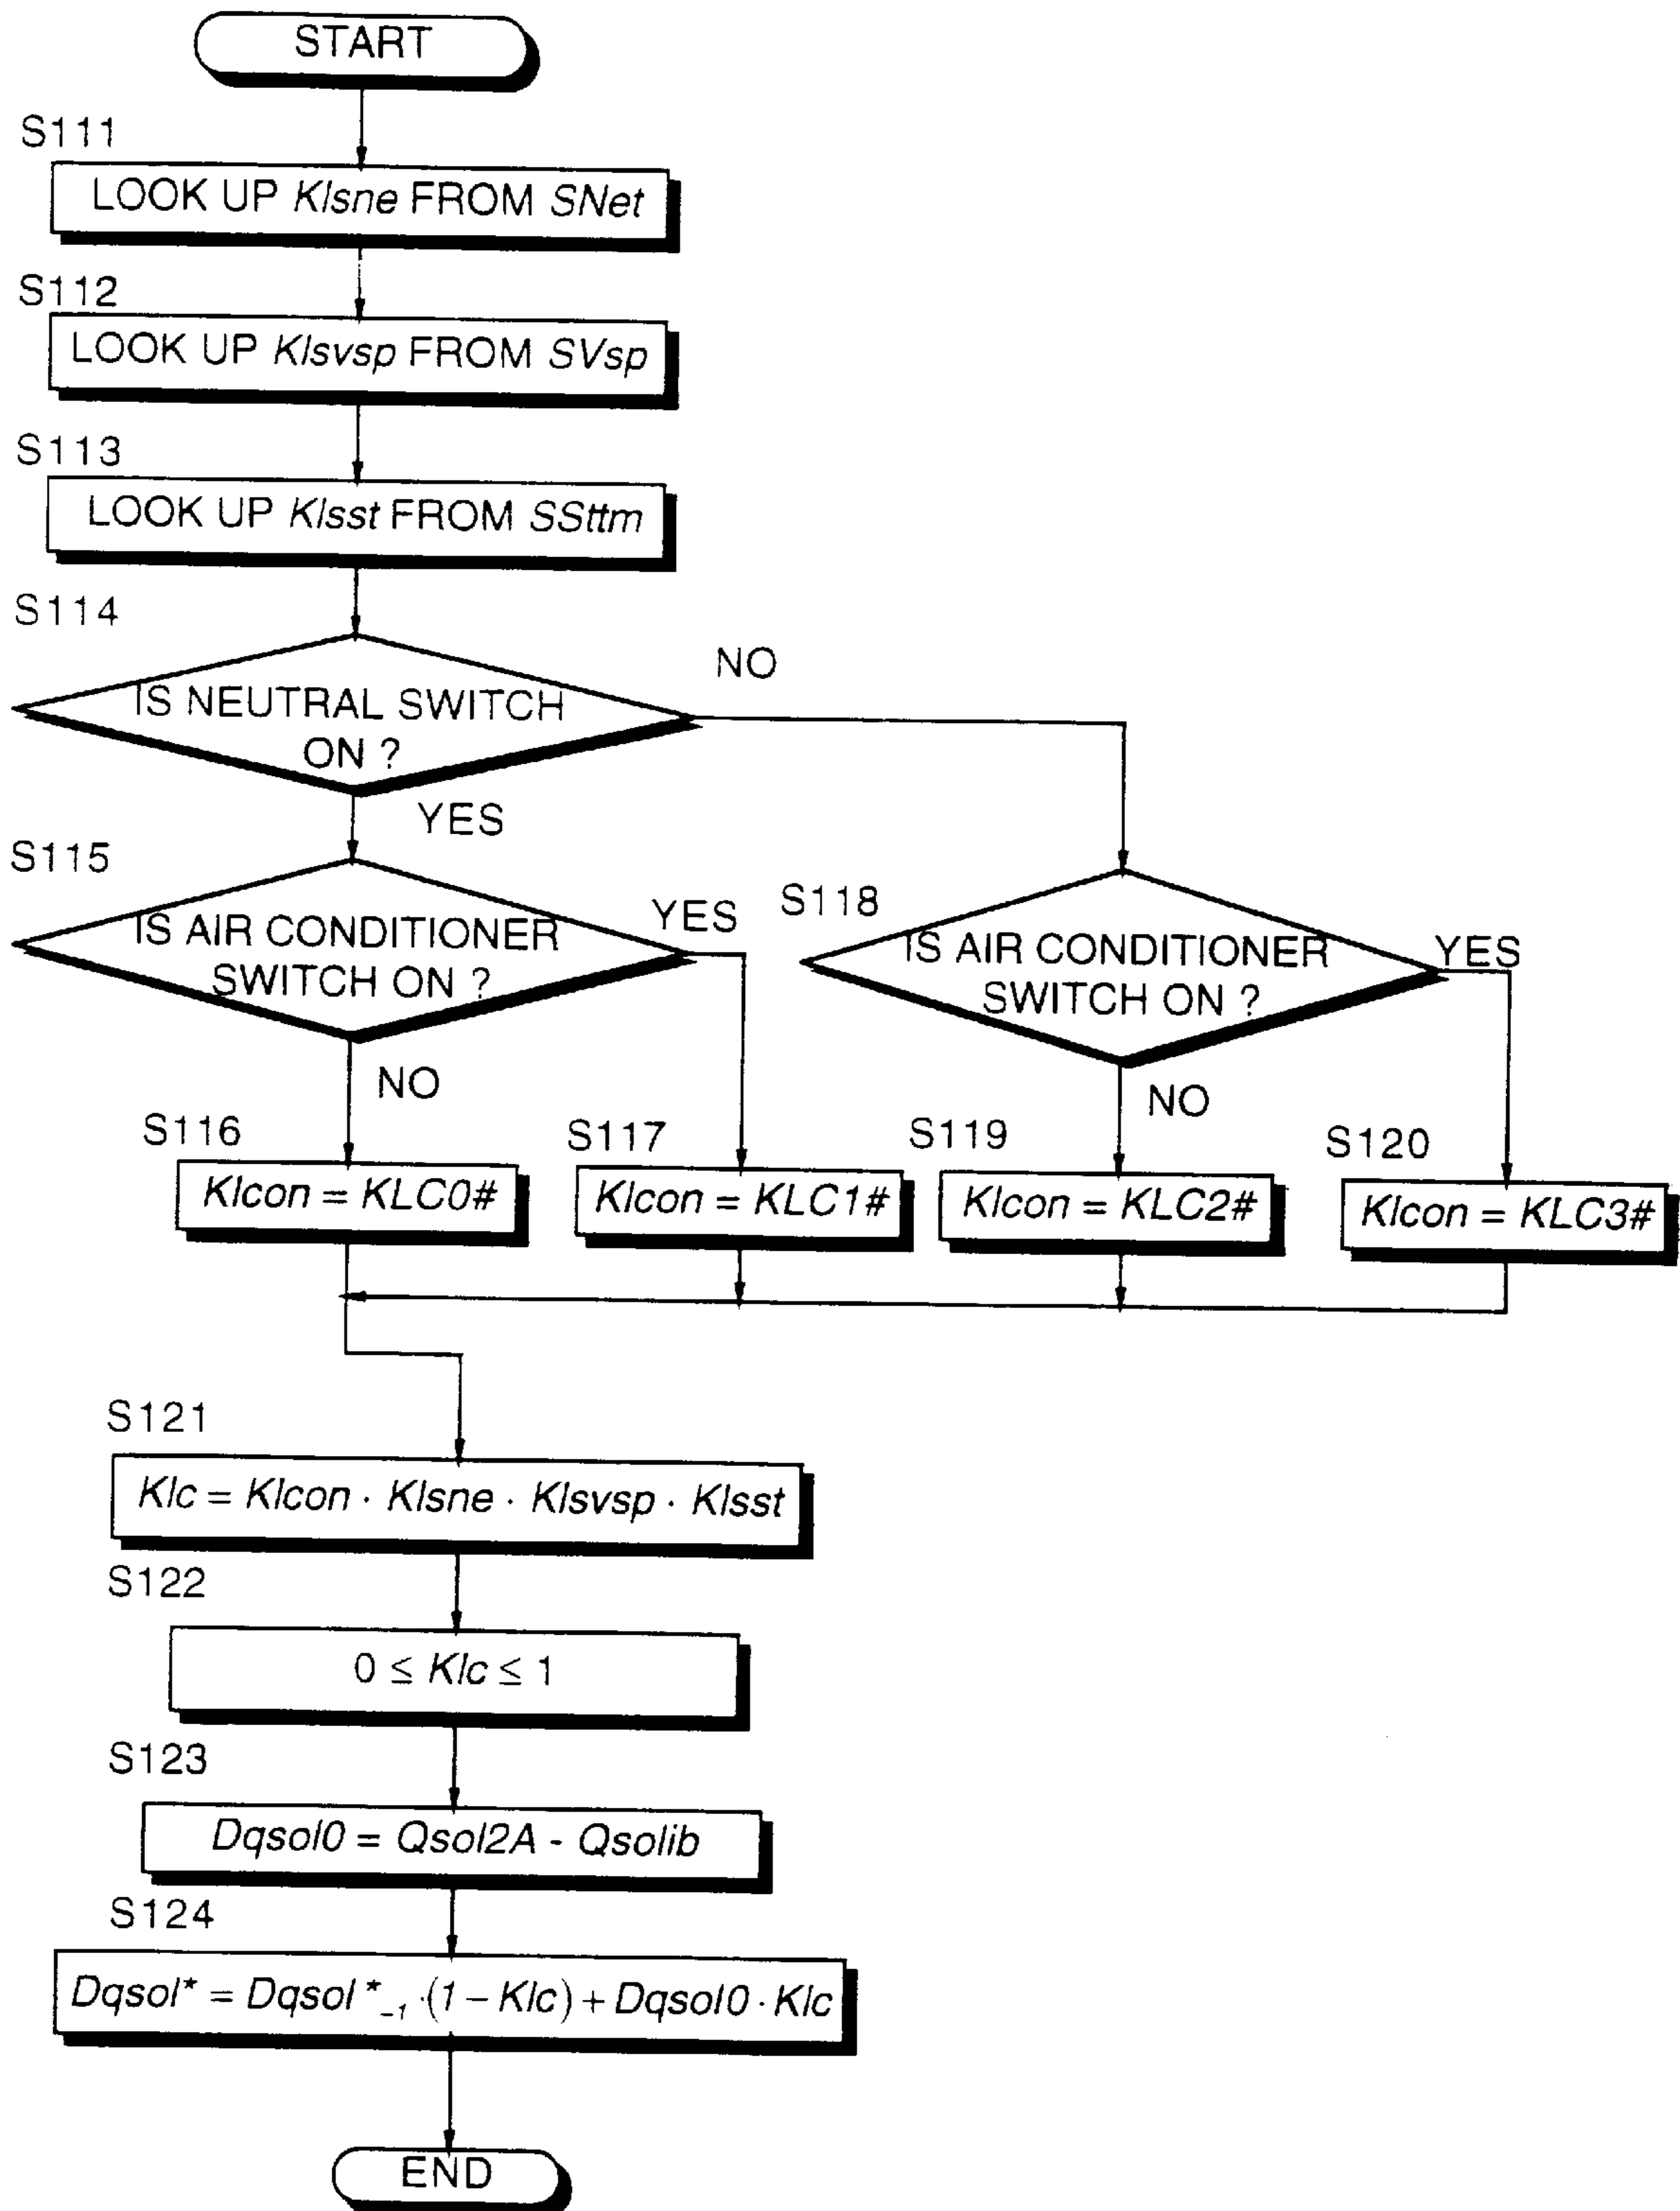 START
S111
LOOK UP Klsne FROM SNet
S112
LOOK UP Klsvsp FROM SVsp
S113
LOOK UP Klsst FROM SSttm
S114
IS NEUTRAL SWITCH
ON ?
NO
YES
S115
IS AIR CONDITIONER
SWITCH ON ?
YES
NO
S118
IS AIR CONDITIONER
SWITCH ON ?
YES
NO
S116
Klcon = KLC0#
S117
Klcon = KLC1#
S119
Klcon = KLC2#
S120
Klcon = KLC3#
S121
Klc = Klcon · Klsne · Klsvsp · Klsst
S122
0 ≤ Klc ≤ 1
S123
Dqsol0 = Qsol2A - Qsolib
S124
Dqsol* = Dqsol*₋₁ · (1 – Klc) + Dqsol0 · Klc
END